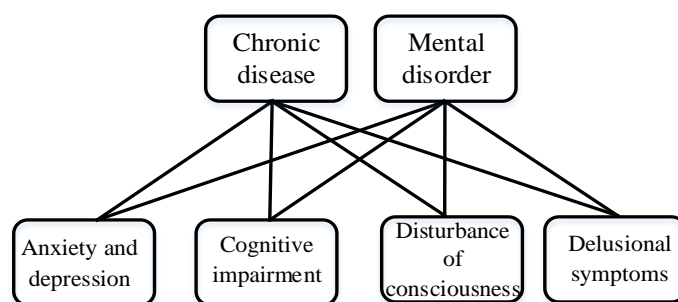 Chronic
disease
Mental
disorder
Anxiety and
depression
Cognitive
impairment
Disturbance
of
consciousness
Delusional
symptoms